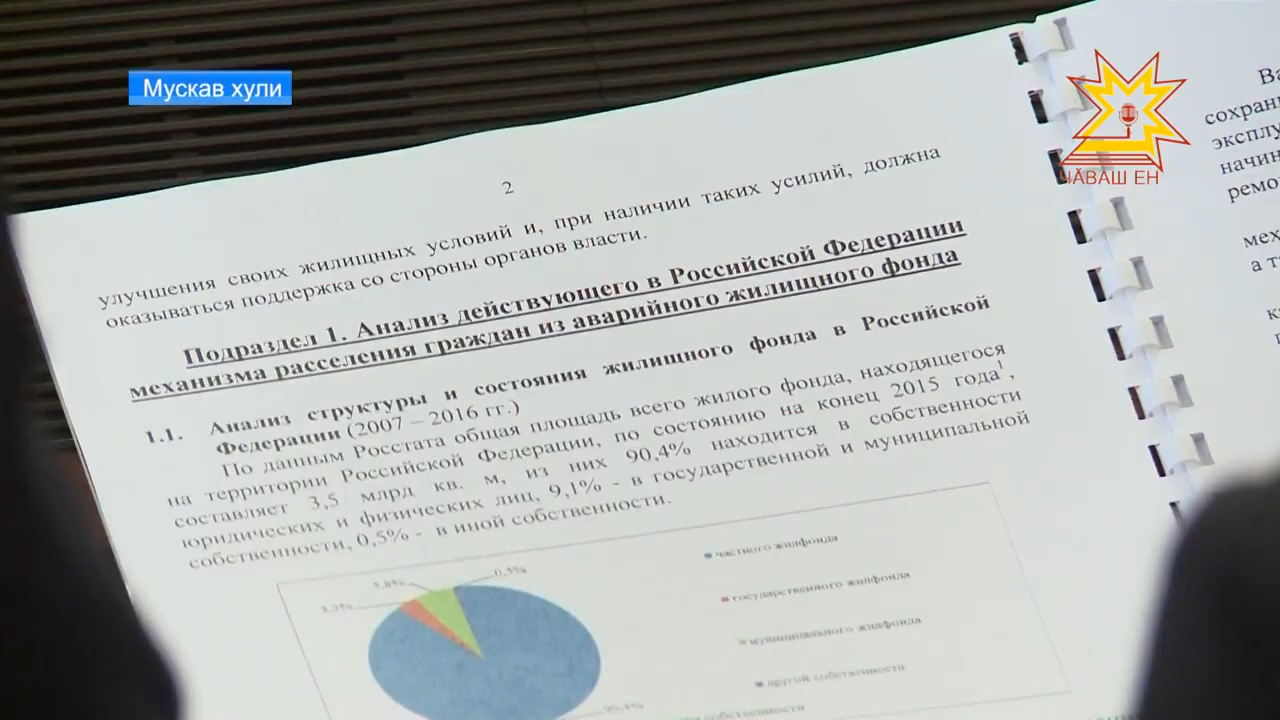 Мускав хули
ЧӐВАШ ЕН
2
улучшения своих жилищных условий и, при наличии таких усилий, должна
оказываться поддержка со стороны органов власти.
Подраздел 1. Анализ действующего в Российской Федерации
механизма расселения граждан из аварийного жилищного фонда
1.1. Анализ структуры и состояния жилищного фонда в Российской
Федерации (2007 – 2016 гг.)
По данным Росстата общая площадь всего жилого фонда, находящегося
на территории Российской Федерации, по состоянию на конец 2015 года¹,
составляет 3,5 млрд кв. м, из них 90,4% находится в собственности
юридических и физических лиц, 9,1% - в государственной и муниципальной
собственности, 0,5% - в иной собственности.
3,3%
5,8%
0,5%
90,4%
частного жилфонда
государственного жилфонда
муниципального жилфонда
другой собственности